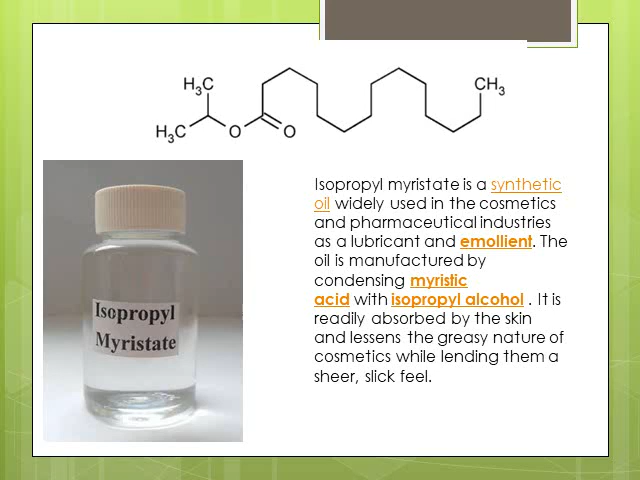 H₃C
CH₃
H₃C
O
O
Isopropyl
Myristate
Isopropyl myristate is a synthetic
oil widely used in the cosmetics
and pharmaceutical industries
as a lubricant and emollient. The
oil is manufactured by
condensing myristic
acid with isopropyl alcohol . It is
readily absorbed by the skin
and lessens the greasy nature of
cosmetics while lending them a
sheer, slick feel.